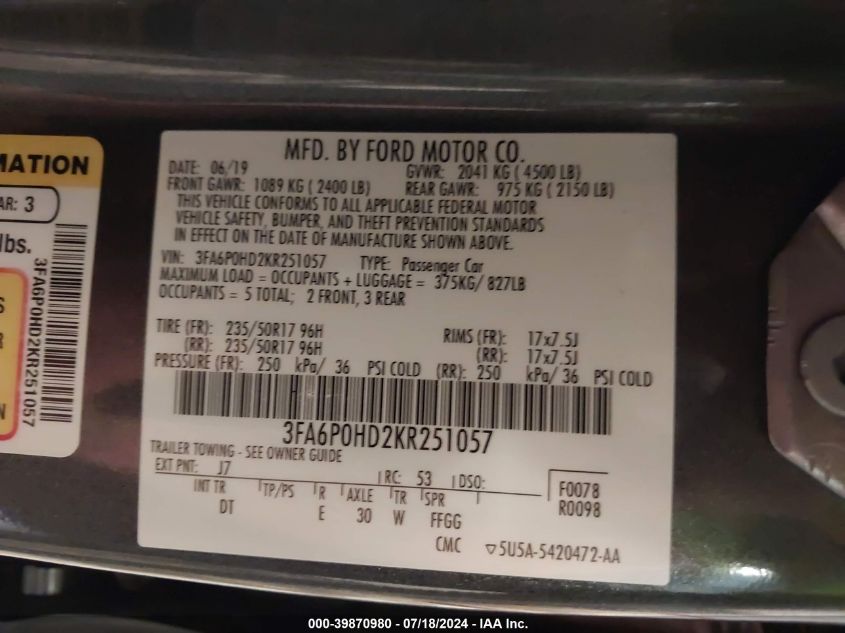 MATION
AR: 3
lbs.
3FA6P0HD2KR251057
S
R
N
MFD. BY FORD MOTOR CO.
DATE: 06/19 GVWR: 2041 KG ( 4500 LB)
FRONT GAWR: 1089 KG ( 2400 LB) REAR GAWR: 975 KG ( 2150 LB)
THIS VEHICLE CONFORMS TO ALL APPLICABLE FEDERAL MOTOR
VEHICLE SAFETY, BUMPER, AND THEFT PREVENTION STANDARDS
IN EFFECT ON THE DATE OF MANUFACTURE SHOWN ABOVE.
VIN: 3FA6P0HD2KR251057 TYPE: Passenger Car
MAXIMUM LOAD = OCCUPANTS + LUGGAGE = 375KG/ 827LB
OCCUPANTS = 5 TOTAL; 2 FRONT, 3 REAR
TIRE (FR): 235/50R17 96H RIMS (FR): 17x7.5J
(RR): 235/50R17 96H (RR): 17x7.5J
PRESSURE (FR): 250 kPa/ 36 PSI COLD (RR): 250 kPa/ 36 PSI COLD
3FA6P0HD2KR251057
TRAILER TOWING - SEE OWNER GUIDE
EXT PNT: J7 RC: 53 DSO:
F0078
R0098
INT TR TP/PS R AXLE TR SPR
DT E 30 W FFGG
CMC ▽5U5A-5420472-AA
000-39870980 - 07/18/2024 - IAA Inc.